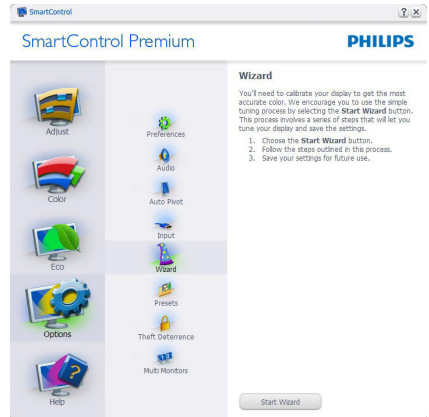 SmartControl
? ×
SmartControl Premium
PHILIPS
Adjust
Color
Eco
Options
Help
Preferences
Audio
Auto Pivot
Input
Wizard
Presets
Theft Deterrence
Multi Monitors
Wizard
You'll need to calibrate your display to get the most
accurate color. We encourage you to use the simple
tuning process by selecting the Start Wizard button.
This process involves a series of steps that will let you
tune your display and save the settings.
1. Choose the Start Wizard button.
2. Follow the steps outlined in this process.
3. Save your settings for future use.
Start Wizard